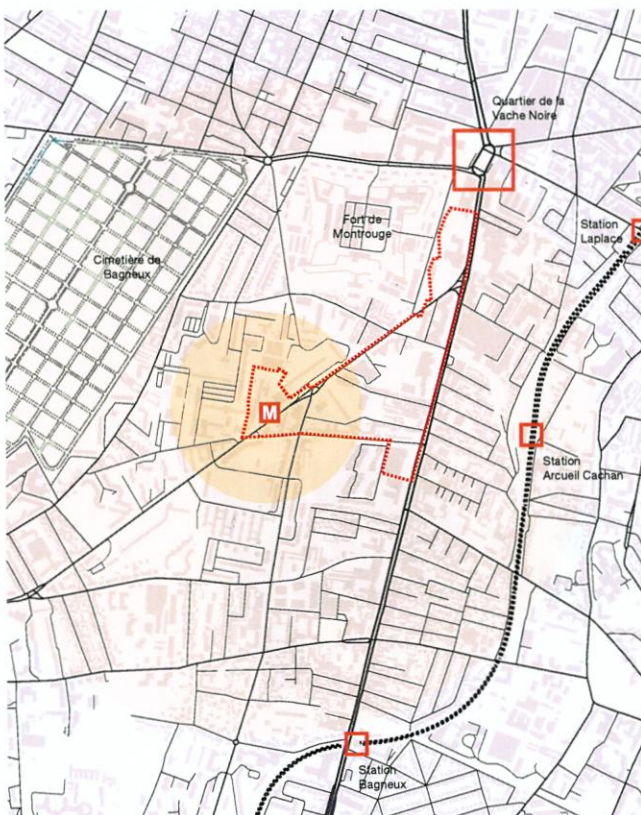 Quartier de la
Vache Noire
Fort de
Montrouge
Station
Laplace
Cimetière de
Bagneux
M
Station
Arcueil Cachan
Station
Bagneux